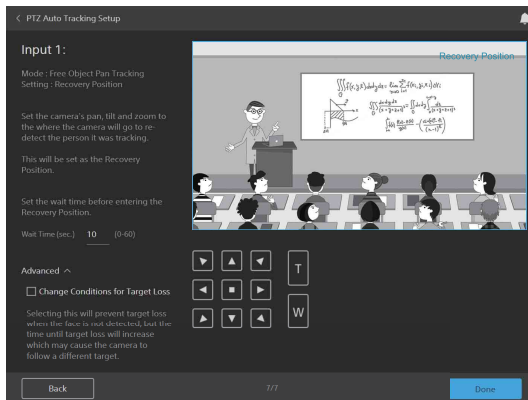 PTZ Auto Tracking Setup
Input 1:
Mode : Free Object Pan Tracking
Setting : Recovery Position
Set the camera's pan, tilt and zoom to
the where the camera will go to re-
detect the person it was tracking.
This will be set as the Recovery
Position.
Set the wait time before entering the
Recovery Position.
Wait Time (sec.) 10 (0-60)
Advanced
Change Conditions for Target Loss
Selecting this will prevent target loss
when the face is not detected, but the
time until target loss will increase
which may cause the camera to
follow a different target.
Recovery Position
T
W
Back
7/7
Done